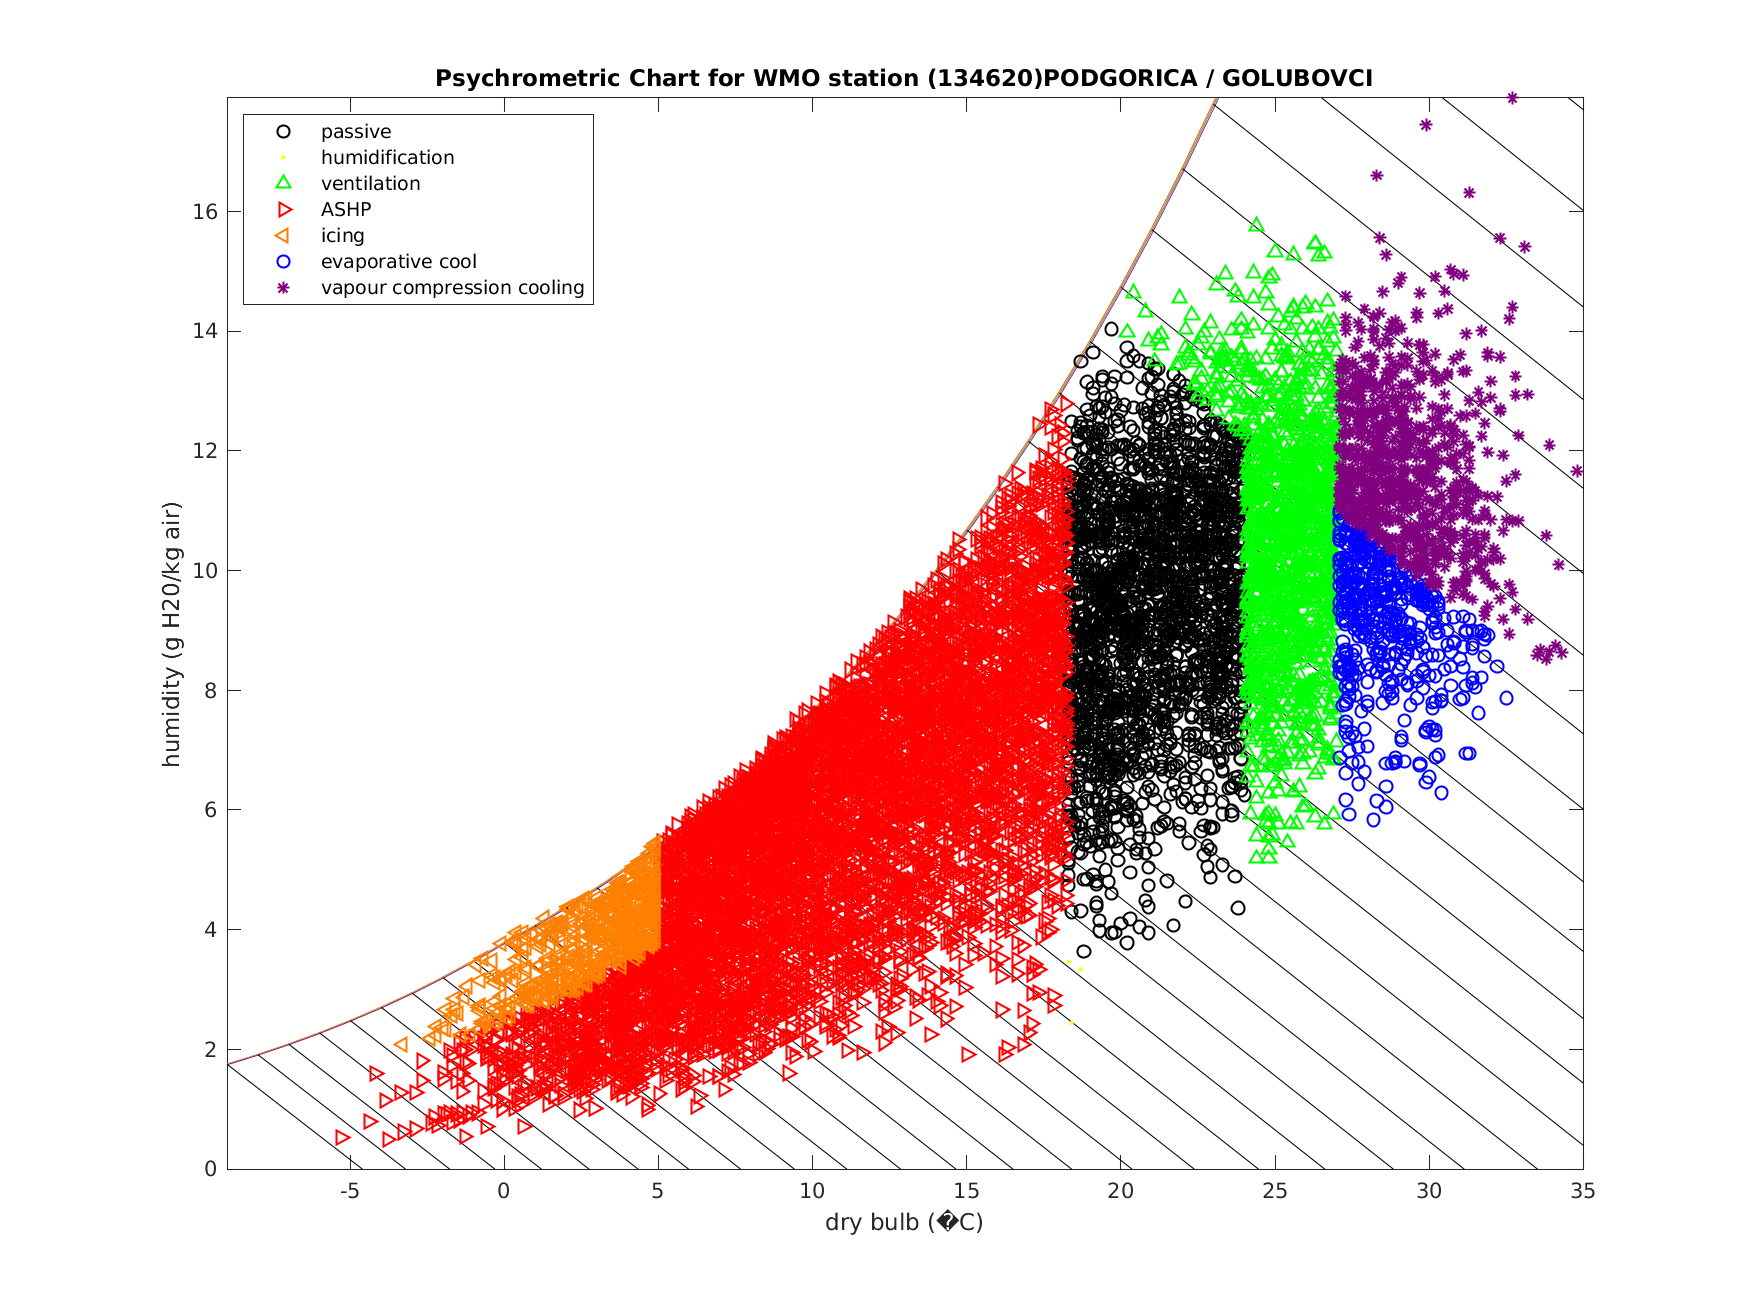 Psychrometric Chart for WMO station (134620)PODGORICA / GOLUBOVCI
passive
humidification
ventilation
ASHP
icing
evaporative cool
vapour compression cooling
humidity (g H20/kg air)
16
14
12
10
8
6
4
2
0
-5 0 5 10 15 20 25 30 35
dry bulb (�C)